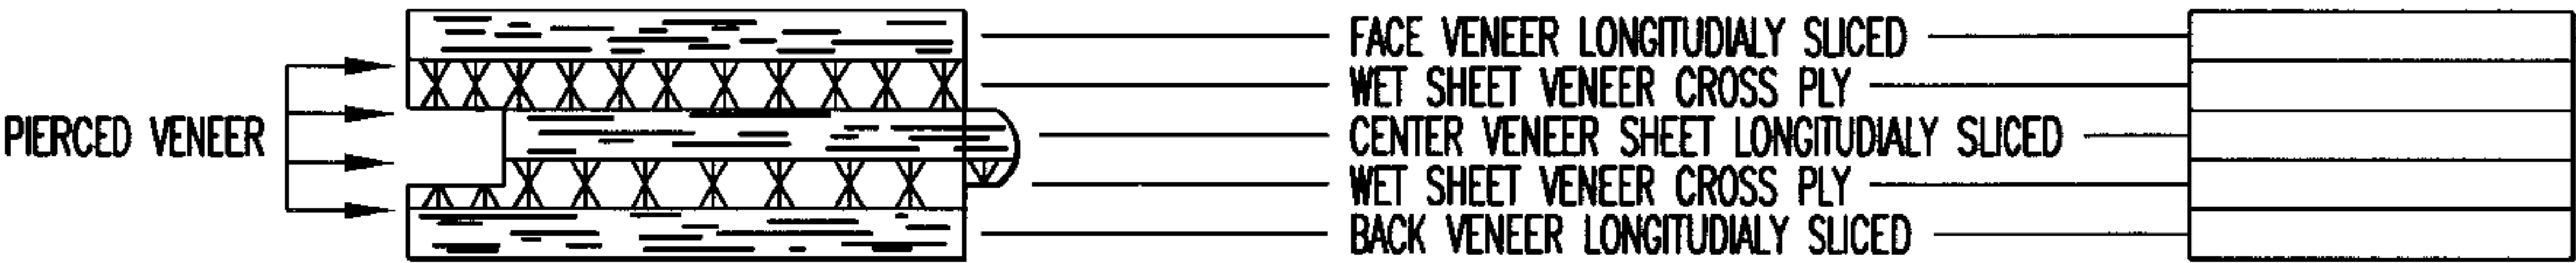 FACE VENEER LONGITUDIALY SLICED
WET SHEET VENEER CROSS PLY
PIERCED VENEER
CENTER VENEER SHEET LONGITUDIALY SLICED
WET SHEET VENEER CROSS PLY
BACK VENEER LONGITUDIALY SLICED